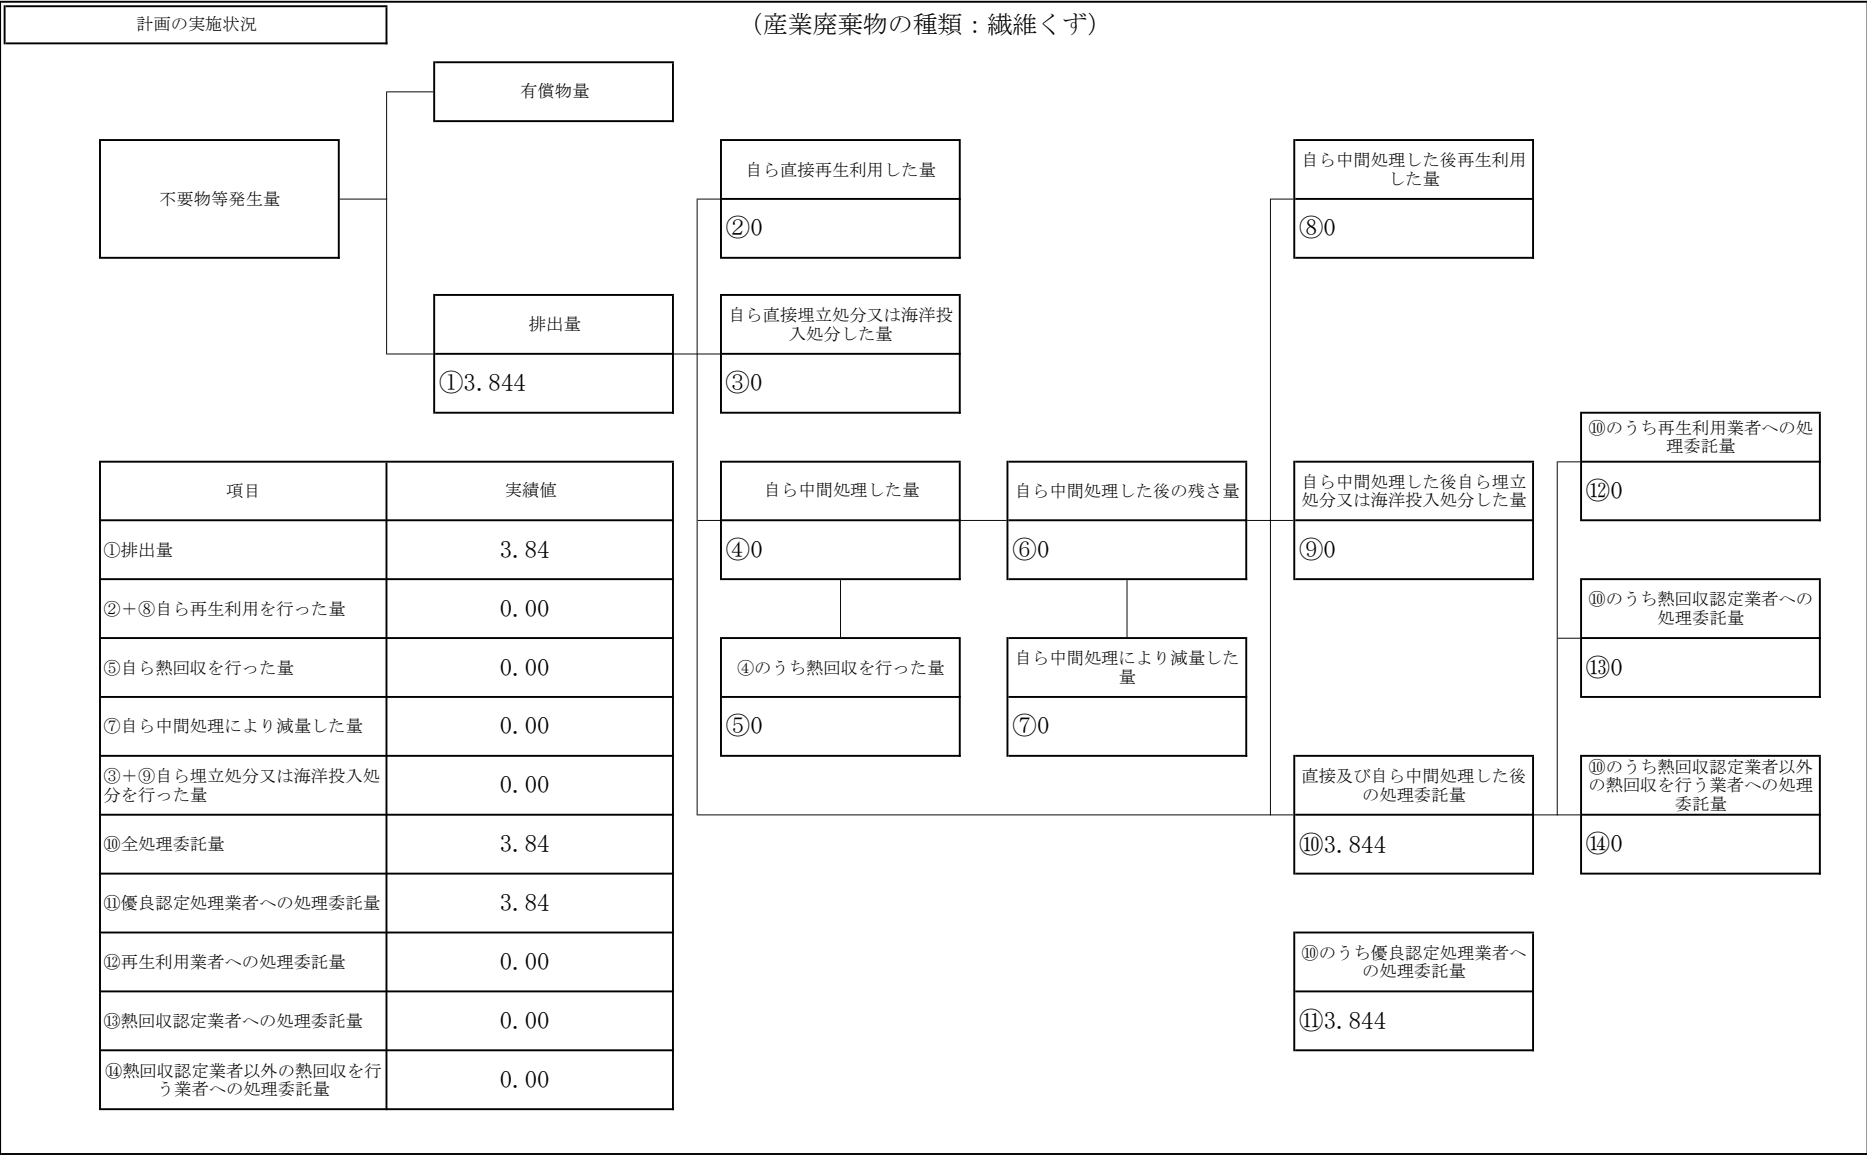 計画の実施状況
（産業廃棄物の種類：繊維くず）
有償物量
不要物等発生量
排出量
①3.844
自ら直接再生利用した量
②0
自ら直接埋立処分又は海洋投
入処分した量
③0
自ら中間処理した後再生利用
した量
⑧0
項目
実績値
①排出量
3.84
②＋⑧自ら再生利用を行った量
0.00
⑤自ら熱回収を行った量
0.00
⑦自ら中間処理により減量した量
0.00
③＋⑨自ら埋立処分又は海洋投入処
分を行った量
0.00
⑩全処理委託量
3.84
⑪優良認定処理業者への処理委託量
3.84
⑫再生利用業者への処理委託量
0.00
⑬熱回収認定業者への処理委託量
0.00
⑭熱回収認定業者以外の熱回収を行
う業者への処理委託量
0.00
自ら中間処理した量
④0
④のうち熱回収を行った量
⑤0
自ら中間処理した後の残さ量
⑥0
自ら中間処理により減量した
量
⑦0
自ら中間処理した後自ら埋立
処分又は海洋投入処分した量
⑨0
直接及び自ら中間処理した後
の処理委託量
⑩3.844
⑩のうち優良認定処理業者へ
の処理委託量
⑪3.844
⑩のうち再生利用業者への処
理委託量
⑫0
⑩のうち熱回収認定業者への
処理委託量
⑬0
⑩のうち熱回収認定業者以外
の熱回収を行う業者への処理
委託量
⑭0